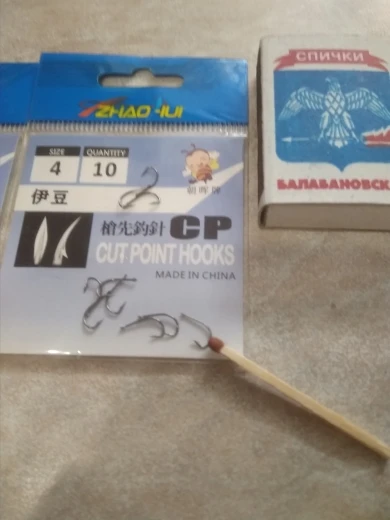 ZHAO-IUI
SIZE QUANTITY
4 10
伊豆
槍先鈎針 CP
CUT POINT HOOKS
MADE IN CHINA
СПИЧКИ
БАЛАБАНОВСК